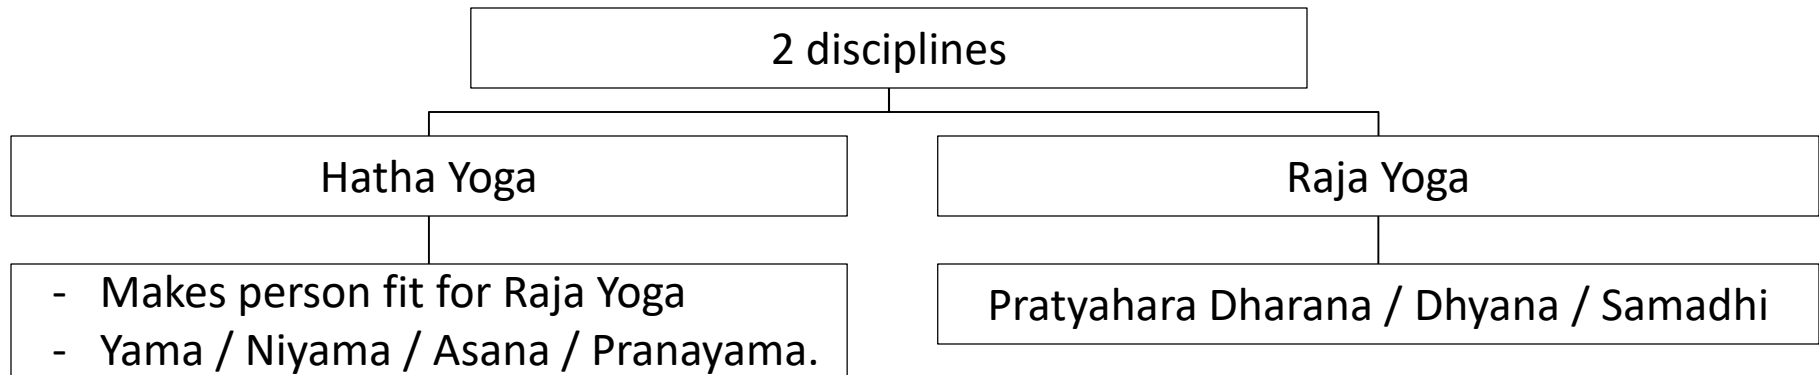 2 disciplines
Hatha Yoga
Raja Yoga
- Makes person fit for Raja Yoga
- Yama / Niyama / Asana / Pranayama.
Pratyahara Dharana / Dhyana / Samadhi